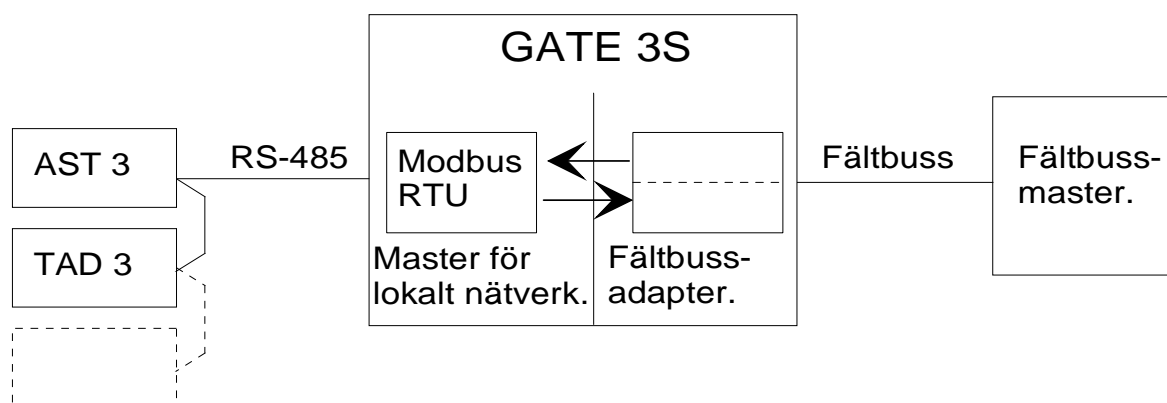 GATE 3S
AST 3
RS-485
Modbus
RTU
Fältbuss
Fältbuss-
master.
TAD 3
Master för
lokalt nätverk.
Fältbuss-
adapter.